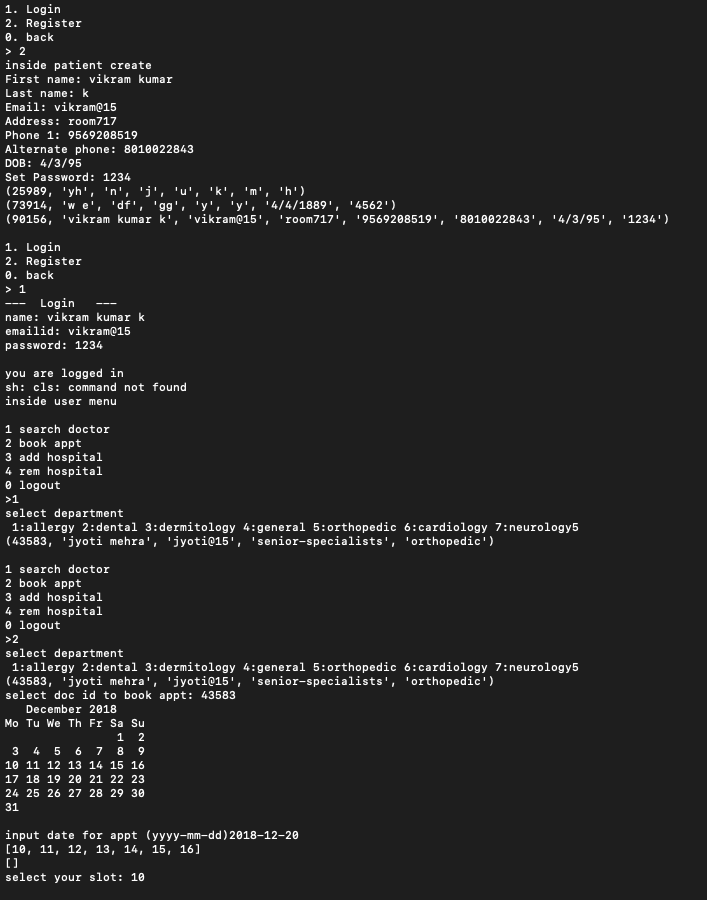 1. Login
2. Register
0. back
> 2
inside patient create
First name: vikram kumar
Last name: k
Email: vikram@15
Address: room717
Phone 1: 9569208519
Alternate phone: 8010022843
DOB: 4/3/95
Set Password: 1234
(25989, 'yh', 'n', 'j', 'u', 'k', 'm', 'h')
(73914, 'w e', 'df', 'gg', 'y', 'y', '4/4/1889', '4562')
(90156, 'vikram kumar k', 'vikram@15', 'room717', '9569208519', '8010022843', '4/3/95', '1234')
1. Login
2. Register
0. back
> 1
---  Login   ---
name: vikram kumar k
emailid: vikram@15
password: 1234
you are logged in
sh: cls: command not found
inside user menu
1 search doctor
2 book appt
3 add hospital
4 rem hospital
0 logout
>1
select department
 1:allergy 2:dental 3:dermitology 4:general 5:orthopedic 6:cardiology 7:neurology5
(43583, 'jyoti mehra', 'jyoti@15', 'senior-specialists', 'orthopedic')
1 search doctor
2 book appt
3 add hospital
4 rem hospital
0 logout
>2
select department
 1:allergy 2:dental 3:dermitology 4:general 5:orthopedic 6:cardiology 7:neurology5
(43583, 'jyoti mehra', 'jyoti@15', 'senior-specialists', 'orthopedic')
select doc id to book appt: 43583
   December 2018
Mo Tu We Th Fr Sa Su
                1  2
 3  4  5  6  7  8  9
10 11 12 13 14 15 16
17 18 19 20 21 22 23
24 25 26 27 28 29 30
31
input date for appt (yyyy-mm-dd)2018-12-20
[10, 11, 12, 13, 14, 15, 16]
[]
select your slot: 10